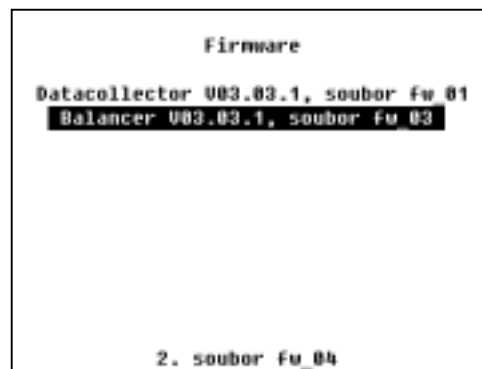 Firmware
Datacollector V03.03.1, soubor fw_01
Balancer V03.03.1, soubor fw_03
2. soubor fw_04